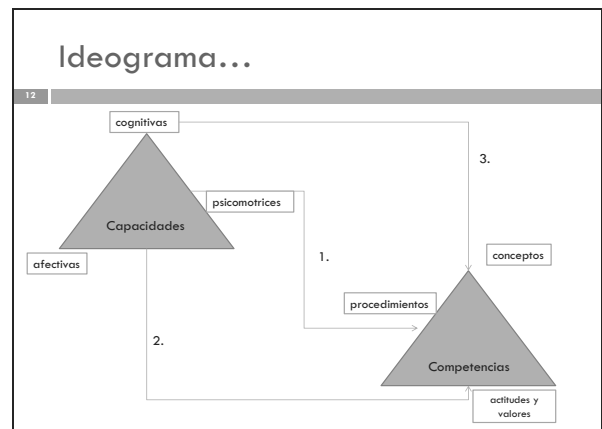 Ideograma...
12
cognitivas
3.
psicomotrices
Capacidades
conceptos
afectivas
1.
procedimientos
2.
Competencias
actitudes y
valores